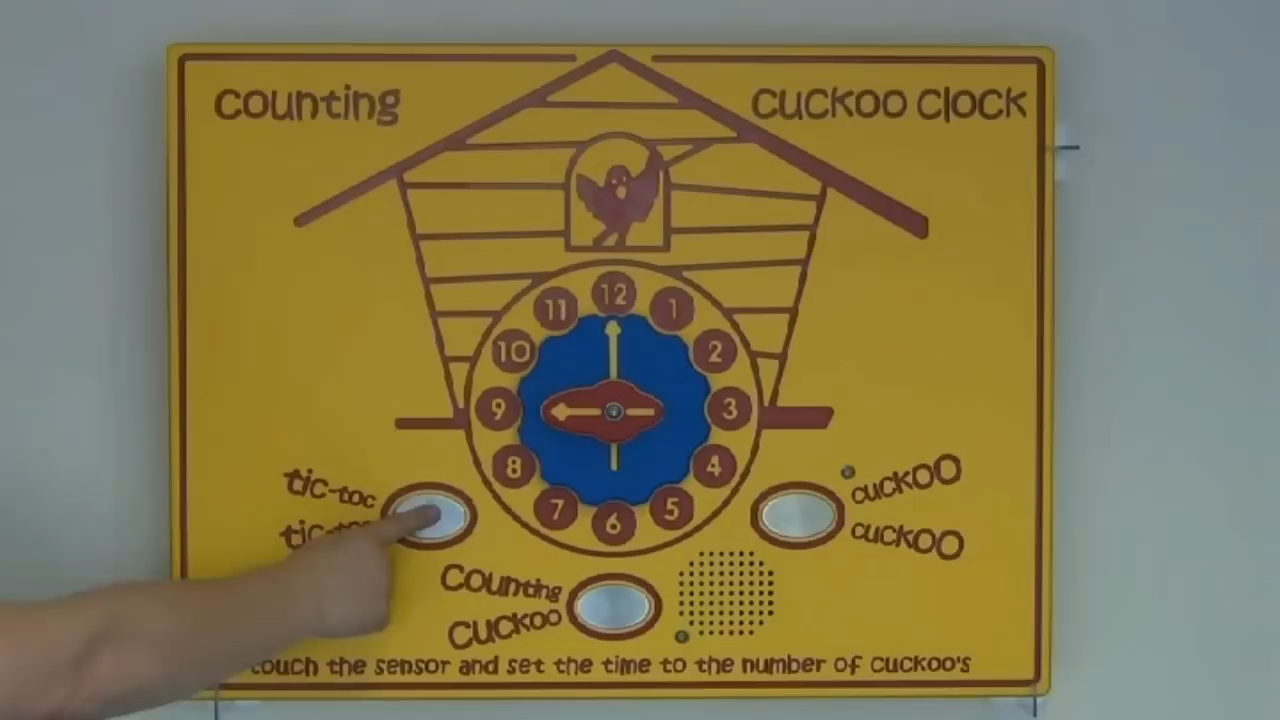 counting
cuckoo clock
12
11
1
10
2
9
3
8
4
7
5
6
tic-toc
cuckoo
cuckoo
counting
cuckoo
the sensor and set the time to the number of cuckoo's